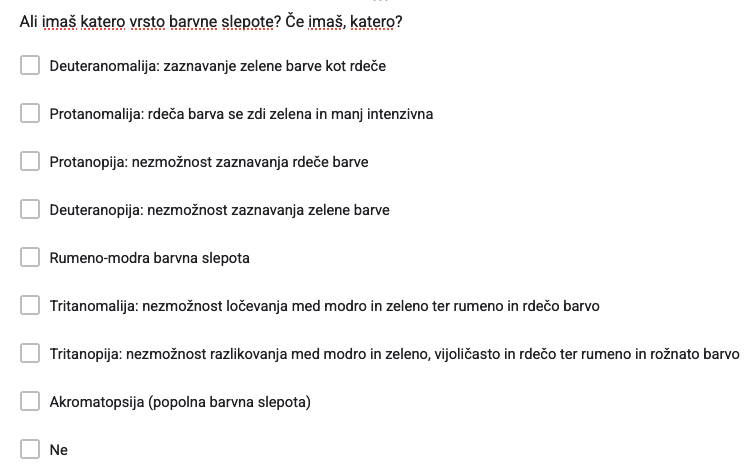 Ali imaš katero vrsto barvne slepote? Če imaš, katero?
Deuteranomalija: zaznavanje zelene barve kot rdeče
Protanomalija: rdeča barva se zdi zelena in manj intenzivna
Protanopija: nezmožnost zaznavanja rdeče barve
Deuteranopija: nezmožnost zaznavanja zelene barve
Rumeno-modra barvna slepota
Tritanomalija: nezmožnost ločevanja med modro in zeleno ter rumeno in rdečo barvo
Tritanopija: nezmožnost razlikovanja med modro in zeleno, vijoličasto in rdečo ter rumeno in rožnato barvo
Akromatopsija (popolna barvna slepota)
Ne